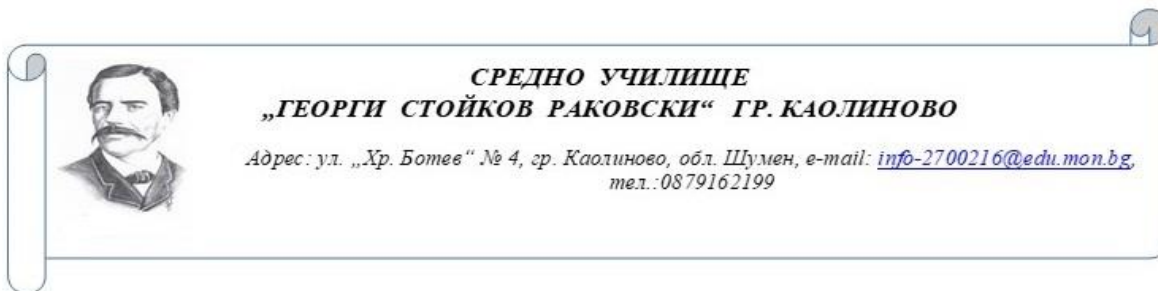 СРЕДНО УЧИЛИЩЕ
„ГЕОРГИ СТОЙКОВ РАКОВСКИ“ ГР. КАОЛИНОВО
Адрес: ул. „Хр. Ботев“ № 4, гр. Каолиново, обл. Шумен, e-mail: info-2700216@edu.mon.bg,
тел.:0879162199